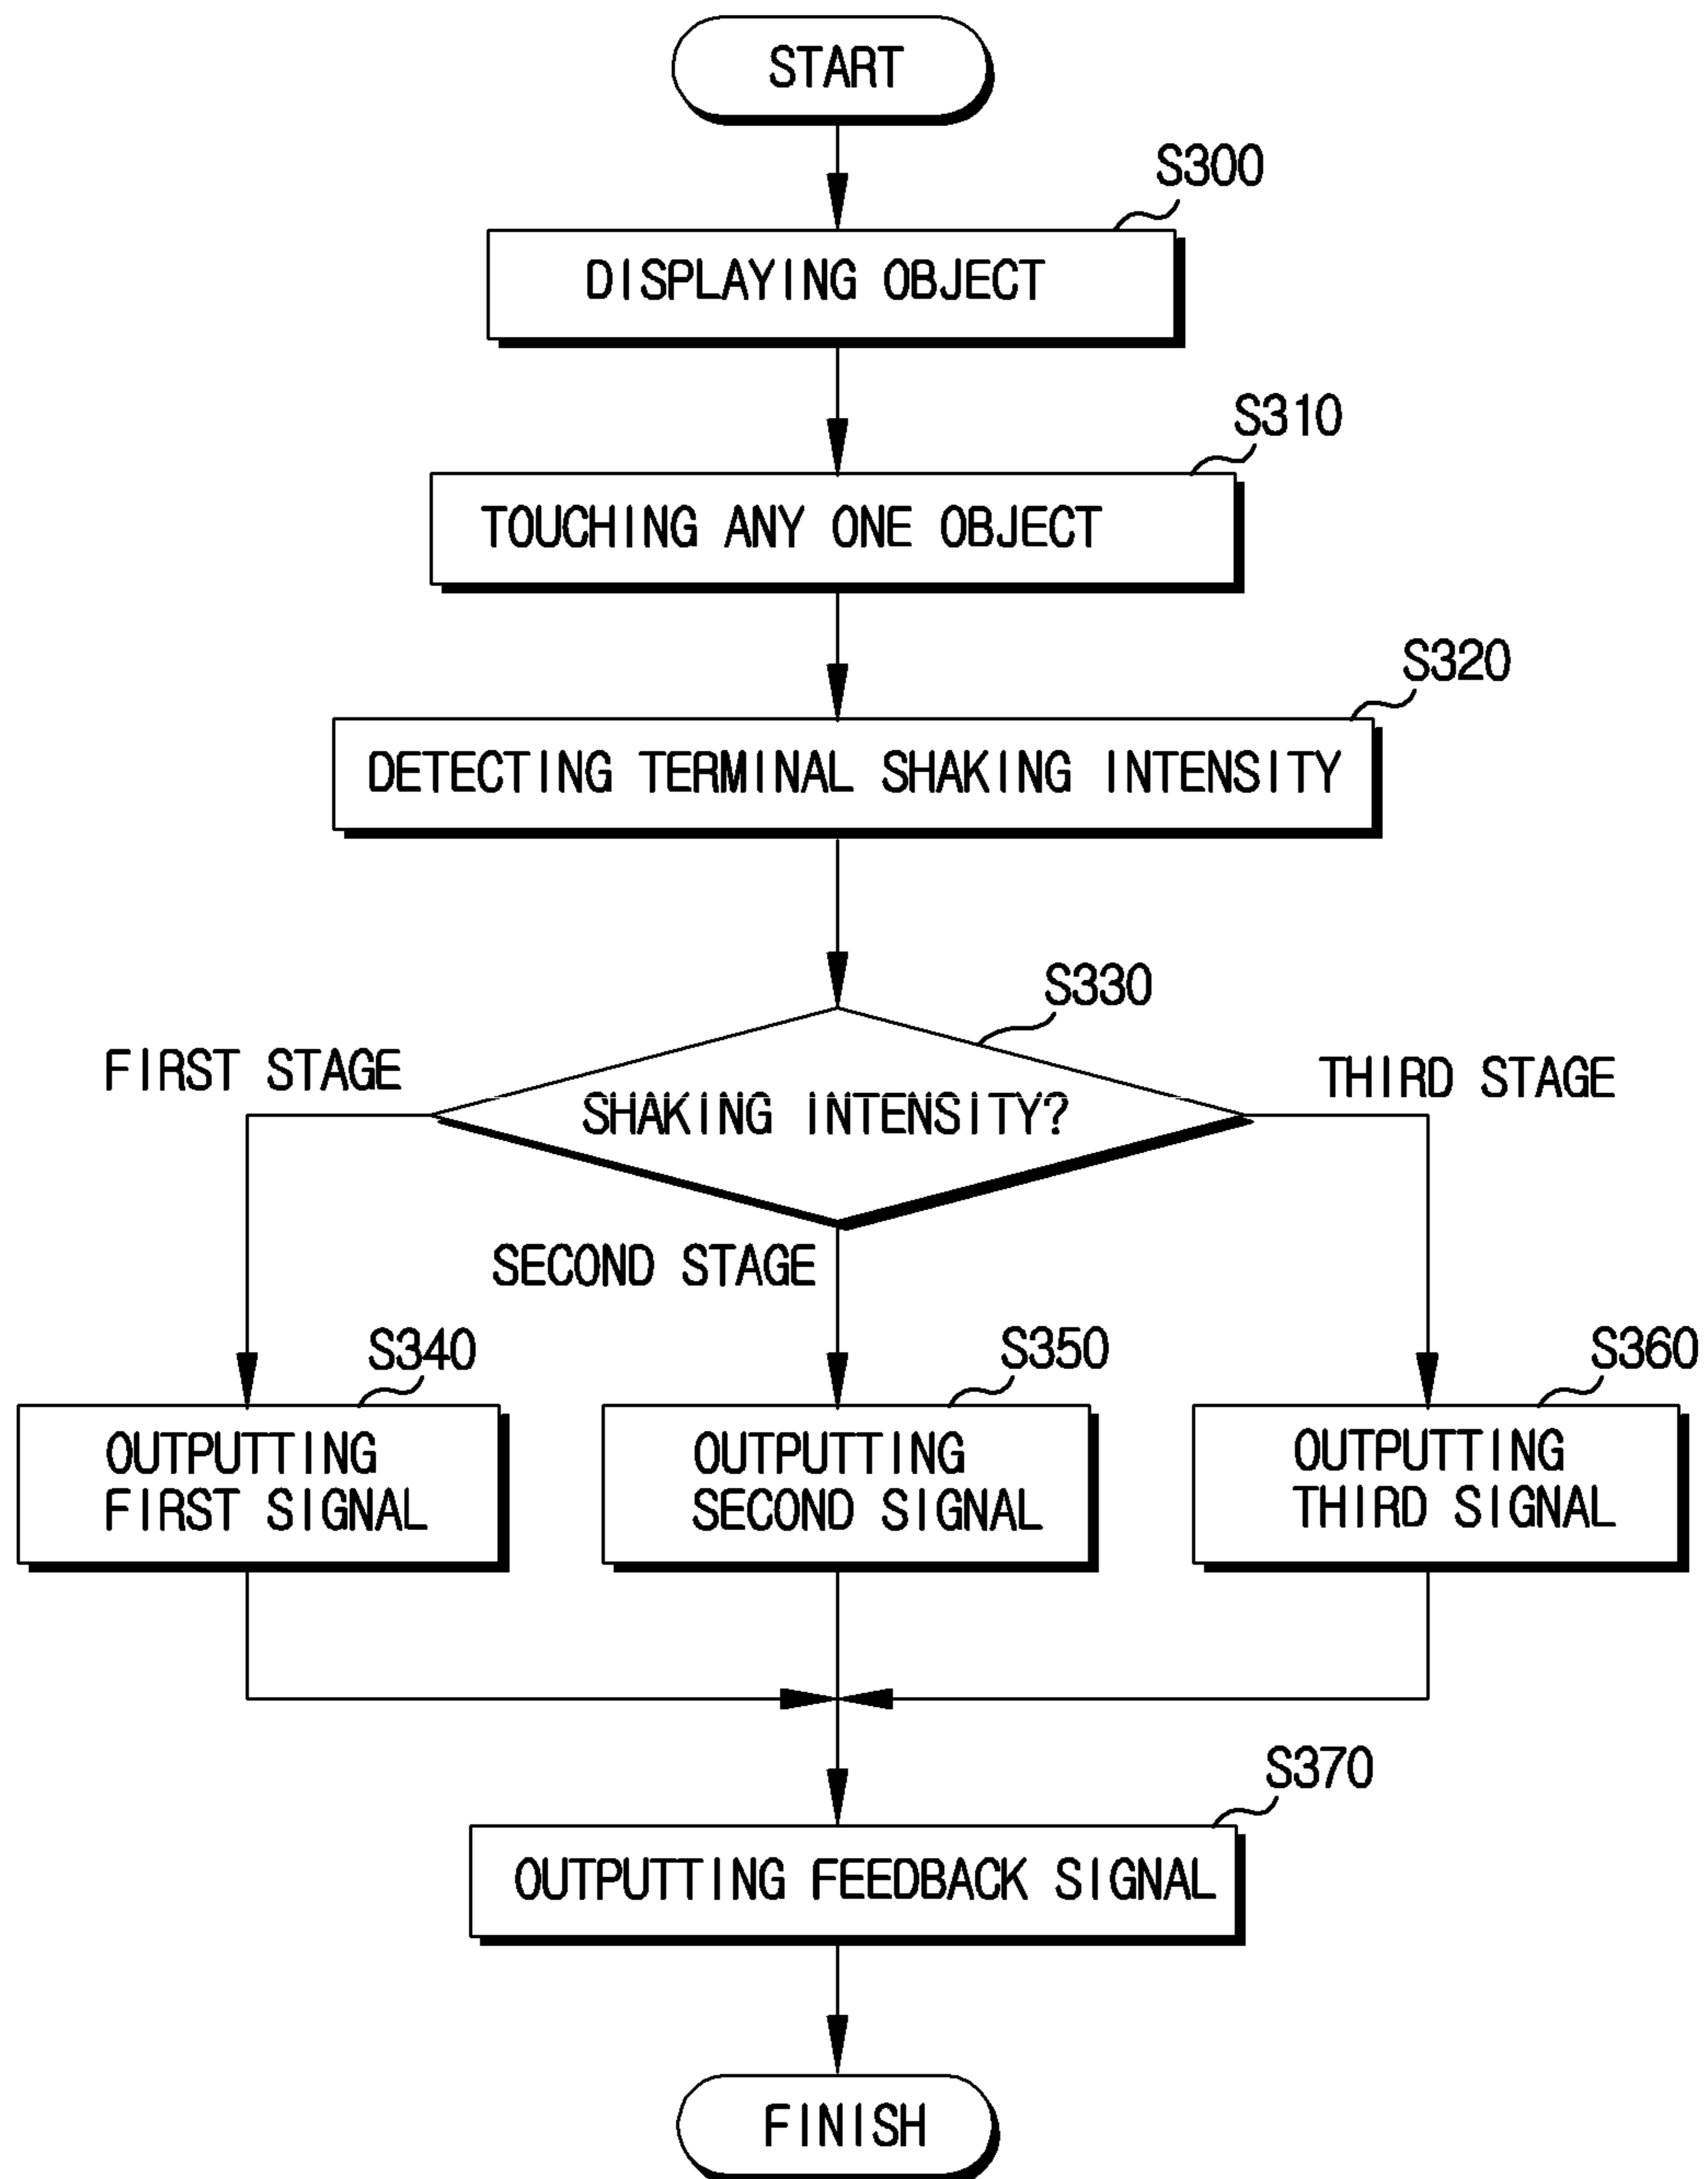 START
S300
DISPLAYING OBJECT
S310
TOUCHING ANY ONE OBJECT
S320
DETECTING TERMINAL SHAKING INTENSITY
S330
FIRST STAGE
THIRD STAGE
SHAKING INTENSITY?
SECOND STAGE
S340
S350
S360
OUTPUTTING
FIRST SIGNAL
OUTPUTTING
SECOND SIGNAL
OUTPUTTING
THIRD SIGNAL
S370
OUTPUTTING FEEDBACK SIGNAL
FINISH